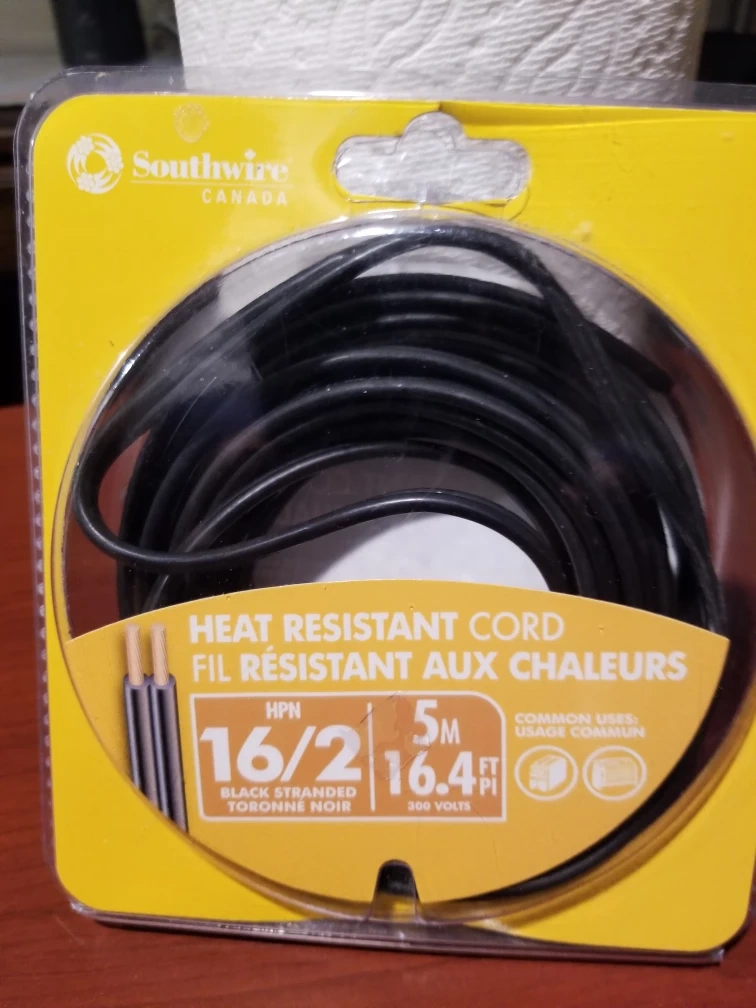 Southwire
CANADA
HEAT RESISTANT CORD
FIL RÉSISTANT AUX CHALEURS
HPN
16/2
BLACK STRANDED
TORONNÉ NOIR
5M
16.4 FT PI
300 VOLTS
COMMON USES:
USAGE COMMUN